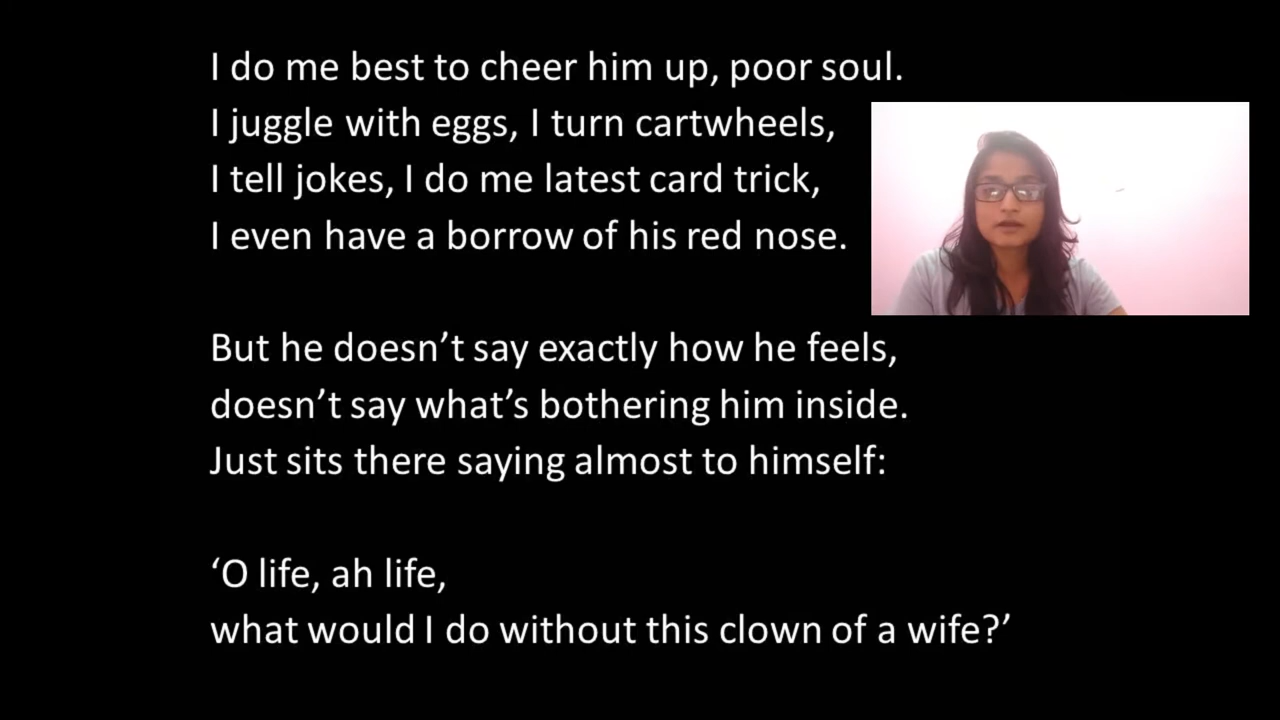 I do me best to cheer him up, poor soul.
I juggle with eggs, I turn cartwheels,
I tell jokes, I do me latest card trick,
I even have a borrow of his red nose.
But he doesn’t say exactly how he feels,
doesn’t say what’s bothering him inside.
Just sits there saying almost to himself:
‘O life, ah life,
what would I do without this clown of a wife?’